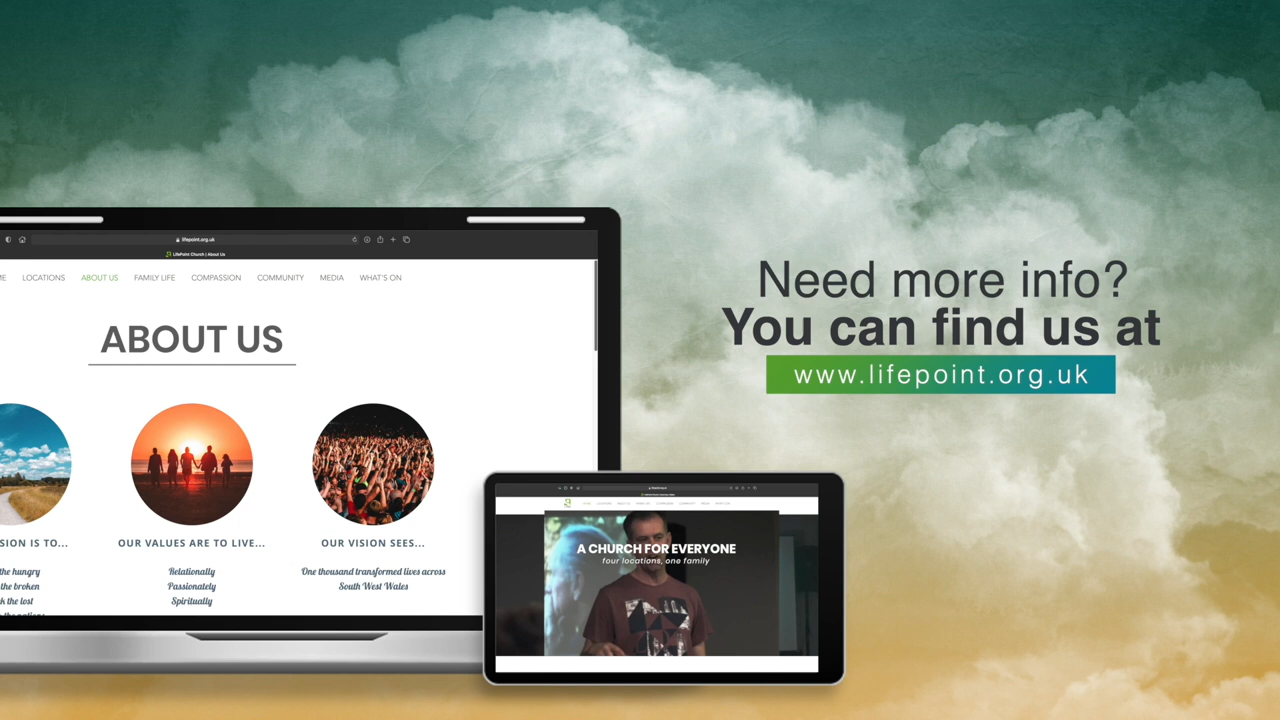 lifepoint.org.uk
LifePoint Church | About Us
LOCATIONS ABOUT US FAMILY LIFE COMPASSION COMMUNITY MEDIA WHAT'S ON
ABOUT US
SION IS TO...
the hungry
the broken
k the lost
OUR VALUES ARE TO LIVE...
Relationally
Passionately
Spiritually
OUR VISION SEES...
One thousand transformed lives across
South West Wales
A CHURCH FOR EVERYONE
four locations, one family
Need more info?
You can find us at
www.lifepoint.org.uk